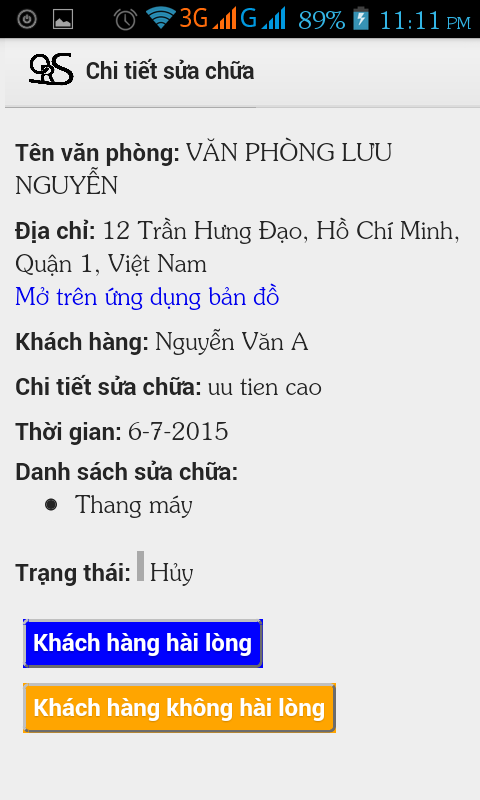 3G G 89% 11:11 PM
QRS Chi tiết sửa chữa
Tên văn phòng: VĂN PHÒNG LƯU
NGUYỄN
Địa chỉ: 12 Trần Hưng Đạo, Hồ Chí Minh,
Quận 1, Việt Nam
Mở trên ứng dụng bản đồ
Khách hàng: Nguyễn Văn A
Chi tiết sửa chữa: uu tien cao
Thời gian: 6-7-2015
Danh sách sửa chữa:
Thang máy
Trạng thái: Hủy
Khách hàng hài lòng
Khách hàng không hài lòng